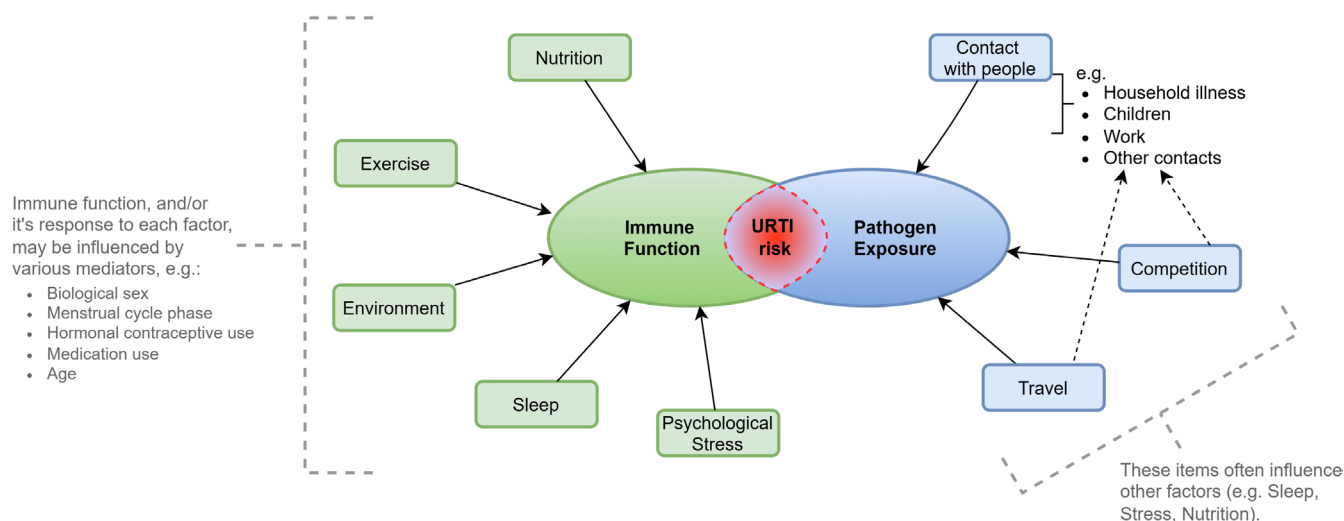 Nutrition
Contact
with people
e.g.
• Household illness
• Children
• Work
• Other contacts
Exercise
Immune function, and/or
it's response to each factor,
may be influenced by
various mediators, e.g.:
• Biological sex
• Menstrual cycle phase
• Hormonal contraceptive use
• Medication use
• Age
Immune
Function
URTI
risk
Pathogen
Exposure
Competition
Environment
Travel
Sleep
Psychological
Stress
These items often influence
other factors (e.g. Sleep,
Stress, Nutrition).